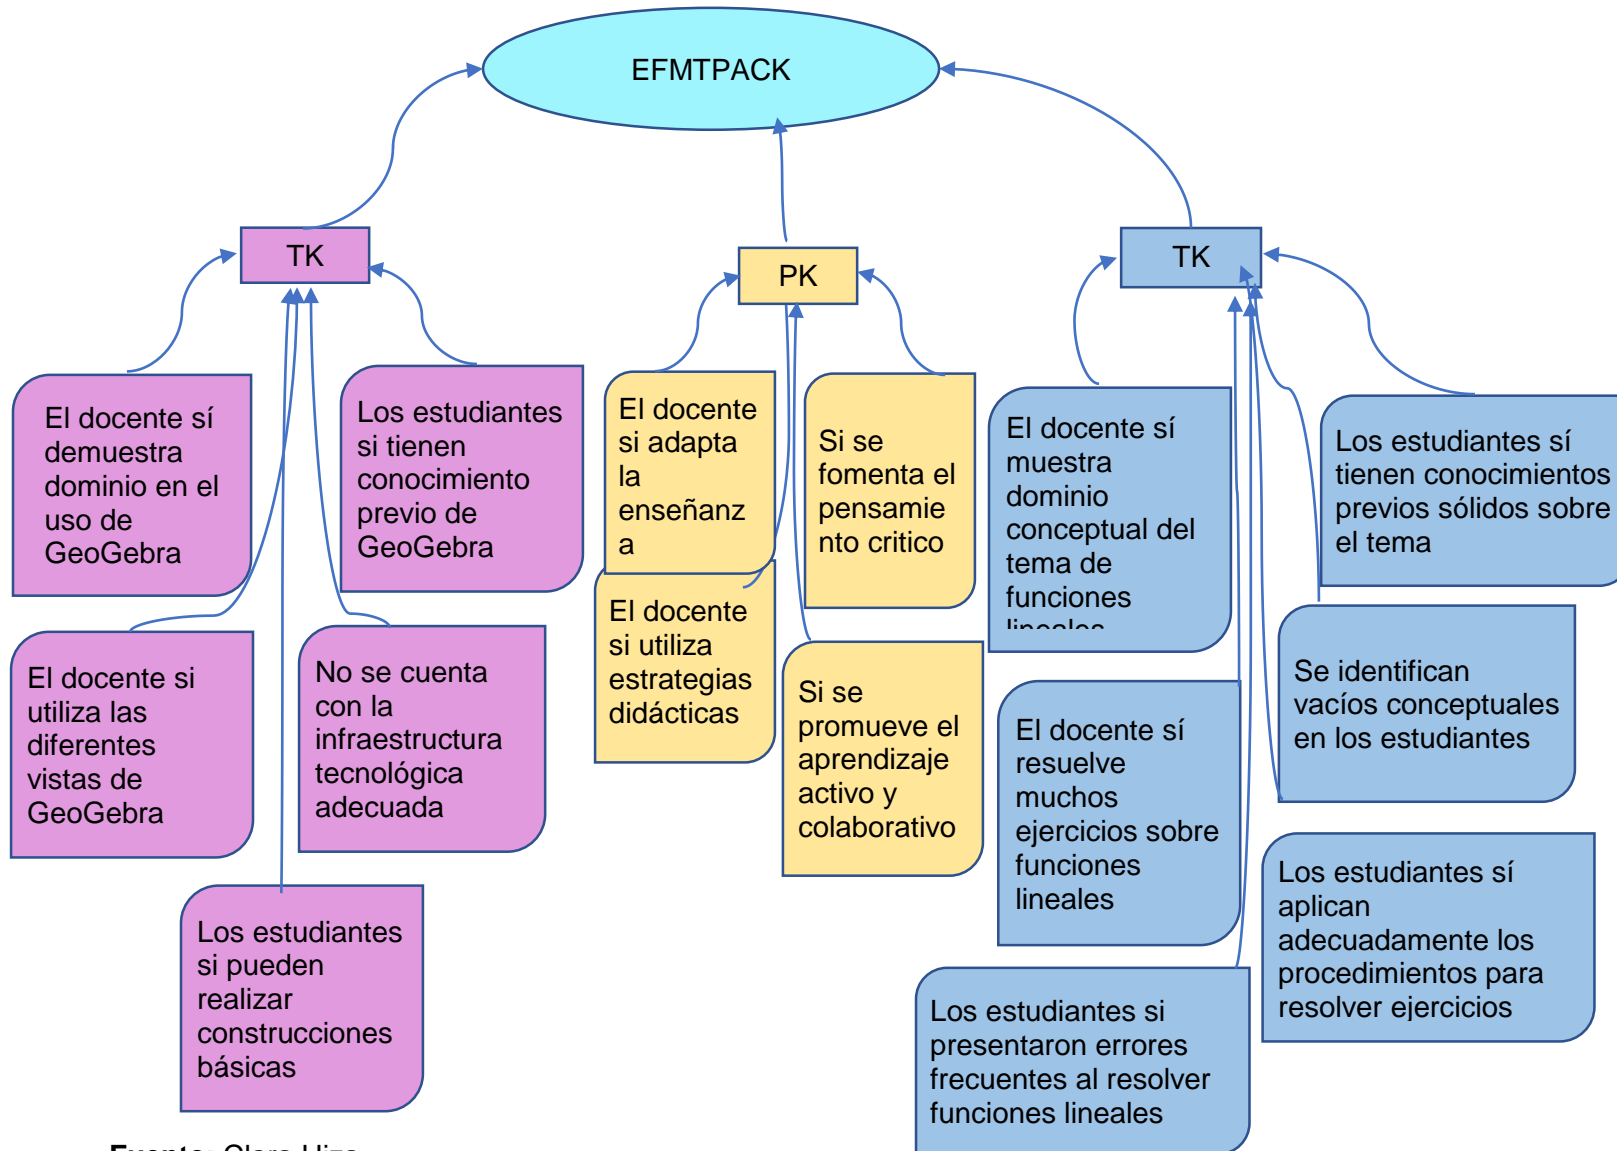 EFMTPACK
TK
PK
TK
El docente sí
demuestra
dominio en el
uso de
GeoGebra
Los estudiantes
si tienen
conocimiento
previo de
GeoGebra
El docente
si adapta
la
enseñanz
a
Si se
fomenta el
pensamie
nto critico
El docente sí
muestra
dominio
conceptual del
tema de
funciones
lineales
Los estudiantes sí
tienen conocimientos
previos sólidos sobre
el tema
El docente si
utiliza las
diferentes
vistas de
GeoGebra
No se cuenta
con la
infraestructura
tecnológica
adecuada
El docente
si utiliza
estrategias
didácticas
Si se
promueve el
aprendizaje
activo y
colaborativo
El docente sí
resuelve
muchos
ejercicios sobre
funciones
lineales
Se identifican
vacíos conceptuales
en los estudiantes
Los estudiantes
si pueden
realizar
construcciones
básicas
Los estudiantes si
presentaron errores
frecuentes al resolver
funciones lineales
Los estudiantes sí
aplican
adecuadamente los
procedimientos para
resolver ejercicios
Fuente: Clara Hiza